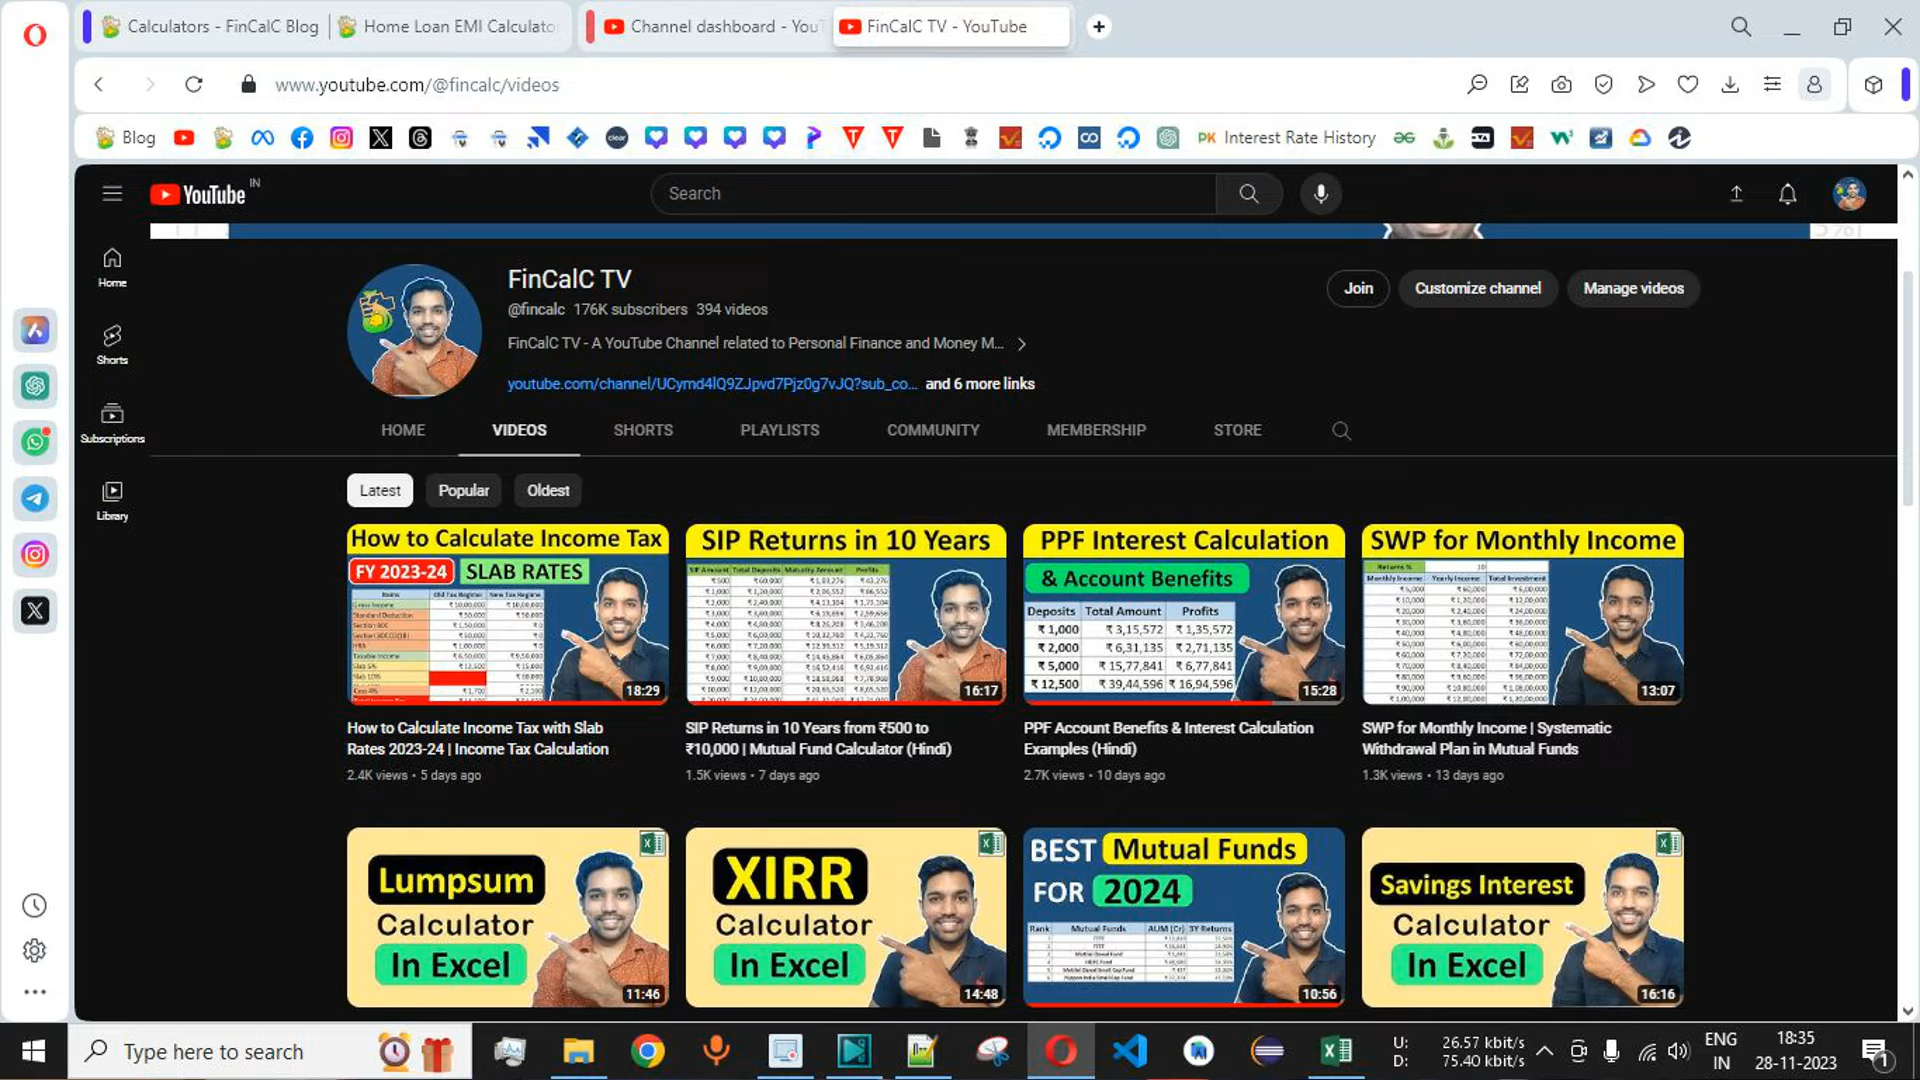 Calculators - FinCalC Blog
Home Loan EMI Calculato
Channel dashboard - You
FinCalC TV - YouTube
www.youtube.com/@fincalc/videos
Blog
Interest Rate History
YouTube IN
Search
Home
Shorts
Subscriptions
Library
FinCalC TV
@fincalc 176K subscribers 394 videos
FinCalC TV - A YouTube Channel related to Personal Finance and Money M...
youtube.com/channel/UCymd4lQ9ZJpvd7Pjz0g7vJQ?sub_co... and 6 more links
Join
Customize channel
Manage videos
HOME
VIDEOS
SHORTS
PLAYLISTS
COMMUNITY
MEMBERSHIP
STORE
Latest
Popular
Oldest
How to Calculate Income Tax
FY 2023-24
SLAB RATES
18:29
SIP Returns in 10 Years
16:17
PPF Interest Calculation
& Account Benefits
Deposits Total Amount Profits
₹ 1,000 ₹ 3,15,572 ₹ 1,35,572
₹ 2,000 ₹ 6,31,135 ₹ 2,71,135
₹ 5,000 ₹ 15,77,841 ₹ 6,77,841
₹ 12,500 ₹ 39,44,596 ₹ 16,94,596
15:28
SWP for Monthly Income
13:07
How to Calculate Income Tax with Slab
Rates 2023-24 | Income Tax Calculation
2.4K views • 5 days ago
SIP Returns in 10 Years from ₹500 to
₹10,000 | Mutual Fund Calculator (Hindi)
1.5K views • 7 days ago
PPF Account Benefits & Interest Calculation
Examples (Hindi)
2.7K views • 10 days ago
SWP for Monthly Income | Systematic
Withdrawal Plan in Mutual Funds
1.3K views • 13 days ago
Lumpsum
Calculator
In Excel
11:46
XIRR
Calculator
In Excel
14:48
BEST Mutual Funds
FOR 2024
Rank Mutual Funds AUM (Cr) 3Y Returns
10:56
Savings Interest
Calculator
In Excel
16:16
Type here to search
U: 26.57 kbit/s
D: 75.40 kbit/s
ENG
IN
18:35
28-11-2023
1